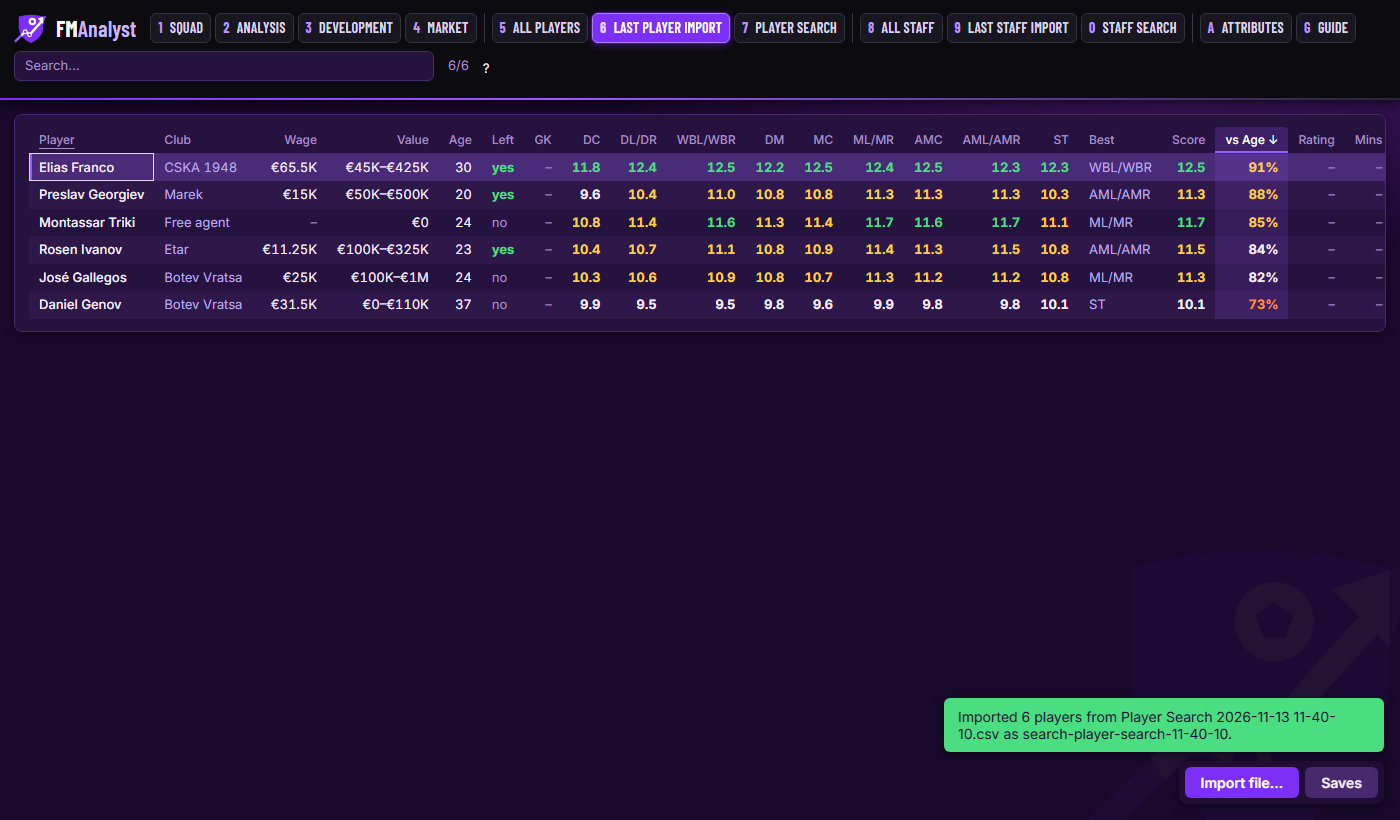 FMAnalyst 1 SQUAD 2 ANALYSIS 3 DEVELOPMENT 4 MARKET 5 ALL PLAYERS 6 LAST PLAYER IMPORT 7 PLAYER SEARCH 8 ALL STAFF 9 LAST STAFF IMPORT 0 STAFF SEARCH A ATTRIBUTES G GUIDE
Search... 6/6 ?
Player Club Wage Value Age Left GK DC DL/DR WBL/WBR DM MC ML/MR AMC AML/AMR ST Best Score vs Age ↓ Rating Mins
Elias Franco CSKA 1948 €65.5K €45K–€425K 30 yes – 11.8 12.4 12.5 12.2 12.5 12.4 12.5 12.3 12.3 WBL/WBR 12.5 91% – –
Preslav Georgiev Marek €15K €50K–€500K 20 yes – 9.6 10.4 11.0 10.8 10.8 11.3 11.3 11.3 10.3 AML/AMR 11.3 88% – –
Montassar Triki Free agent – €0 24 no – 10.8 11.4 11.6 11.3 11.4 11.7 11.6 11.7 11.1 ML/MR 11.7 85% – –
Rosen Ivanov Etar €11.25K €100K–€325K 23 yes – 10.4 10.7 11.1 10.8 10.9 11.4 11.3 11.5 10.8 AML/AMR 11.5 84% – –
José Gallegos Botev Vratsa €25K €100K–€1M 24 no – 10.3 10.6 10.9 10.8 10.7 11.3 11.2 11.2 10.8 ML/MR 11.3 82% – –
Daniel Genov Botev Vratsa €31.5K €0–€110K 37 no – 9.9 9.5 9.5 9.8 9.6 9.9 9.8 9.8 10.1 ST 10.1 73% – –
Imported 6 players from Player Search 2026-11-13 11-40-
10.csv as search-player-search-11-40-10.
Import file... Saves